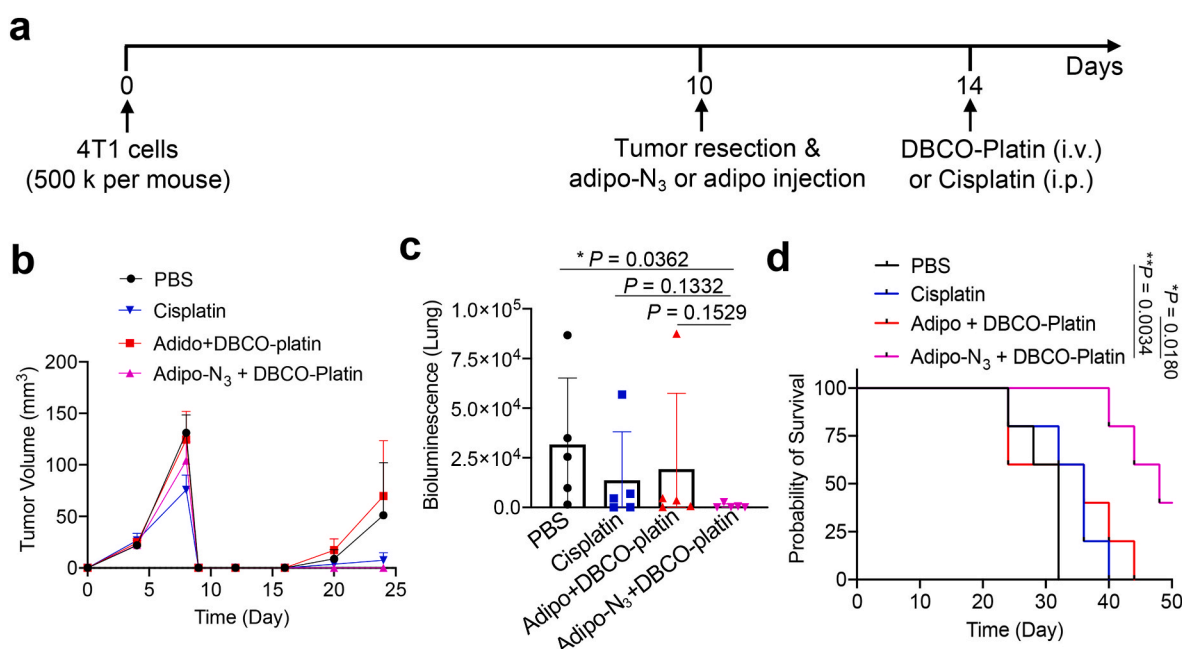 a
0
10
14
Days
4T1 cells
(500 k per mouse)
Tumor resection &
adipo-N₃ or adipo injection
DBCO-Platin (i.v.)
or Cisplatin (i.p.)
b
PBS
Cisplatin
Adido+DBCO-platin
Adipo-N₃ + DBCO-Platin
Tumor Volume (mm³)
200
150
100
50
0
0
5
10
15
20
25
Time (Day)
c
* P = 0.0362
P = 0.1332
P = 0.1529
Bioluminescence (Lung)
1.0×10⁵
7.5×10⁴
5.0×10⁴
2.5×10⁴
0.0
PBS
Cisplatin
Adipo+DBCO-platin
Adipo-N₃+DBCO-platin
d
PBS
Cisplatin
Adipo + DBCO-Platin
Adipo-N₃ + DBCO-Platin
*P = 0.0180
**P = 0.0034
Probability of Survival
100
75
50
25
0
0
10
20
30
40
50
Time (Day)